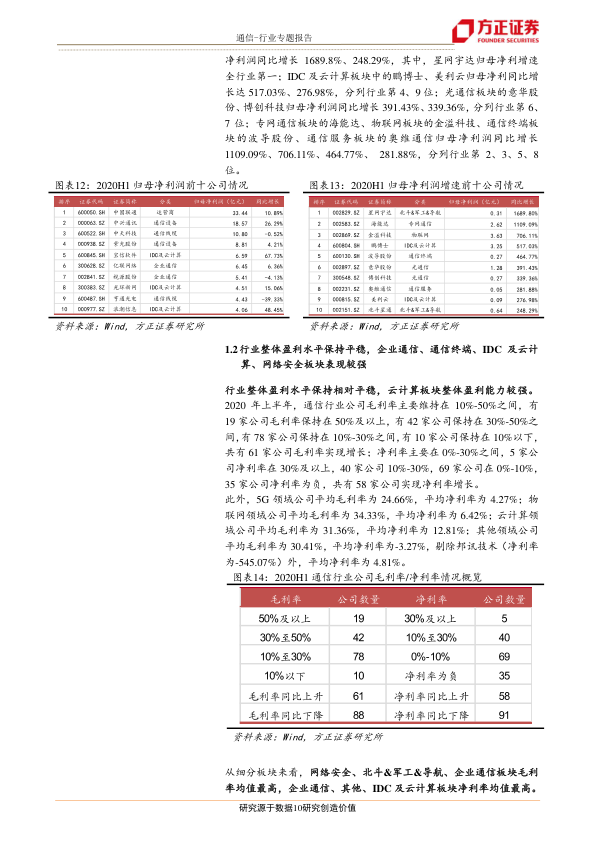 通信-行业专题报告
方正证券
FOUNDER SECURITIES
净利润同比增长 1689.8%、248.29%，其中，星网宇达归母净利增速
全行业第一；IDC 及云计算板块中的鹏博士、美利云归母净利同比增
长达 517.03%、276.98%，分列行业第 4、9 位；光通信板块的意华股
份、博创科技归母净利润同比增长 391.43%、339.36%，分列行业第 6、
7 位；专网通信板块的海能达、物联网板块的金溢科技、通信终端板
块的波导股份、通信服务板块的奥维通信归母净利润同比增长
1109.09%、706.11%、464.77%、 281.88%，分列行业第 2、3、5、8
位。
图表12：2020H1 归母净利润前十公司情况
排序 证券代码 证券简称 分类 归母净利润（亿元） 同比增长
1 600050.SH 中国联通 运营商 33.44 10.89%
2 000063.SZ 中兴通讯 通信设备 18.57 26.29%
3 600522.SH 中天科技 通信线缆 10.80 -0.52%
4 000938.SZ 紫光股份 通信设备 8.81 4.21%
5 600845.SH 宝信软件 IDC及云计算 6.59 67.73%
6 300628.SZ 亿联网络 企业通信 6.45 6.36%
7 002841.SZ 视源股份 企业通信 5.41 -4.13%
8 300383.SZ 光环新网 IDC及云计算 4.51 15.06%
9 600487.SH 亨通光电 通信线缆 4.43 -39.33%
10 000977.SZ 浪潮信息 IDC及云计算 4.06 48.45%
资料来源：Wind，方正证券研究所
图表13：2020H1 归母净利润增速前十公司情况
排序 证券代码 证券简称 分类 归母净利润（亿元） 同比增长
1 002829.SZ 星网宇达 北斗&军工&导航 0.31 1689.80%
2 002583.SZ 海能达 专网通信 2.62 1109.09%
3 002869.SZ 金溢科技 物联网 3.63 706.11%
4 600804.SH 鹏博士 IDC及云计算 3.25 517.03%
5 600130.SH 波导股份 通信终端 0.27 464.77%
6 002897.SZ 意华股份 光通信 1.28 391.43%
7 300548.SZ 博创科技 光通信 0.27 339.36%
8 002231.SZ 奥维通信 通信服务 0.05 281.88%
9 000815.SZ 美利云 IDC及云计算 0.09 276.98%
10 002151.SZ 北斗星通 北斗&军工&导航 0.64 248.29%
资料来源：Wind，方正证券研究所
1.2 行业整体盈利水平保持平稳，企业通信、通信终端、IDC 及云计
算、网络安全板块表现较强
行业整体盈利水平保持相对平稳，云计算板块整体盈利能力较强。
2020 年上半年，通信行业公司毛利率主要维持在 10%-50%之间，有
19 家公司毛利率保持在 50%及以上，有 42 家公司保持在 30%-50%之
间，有 78 家公司保持在 10%-30%之间，有 10 家公司保持在 10%以下，
共有 61 家公司毛利率实现增长；净利率主要在 0%-30%之间，5 家公
司净利率在 30%及以上，40 家公司 10%-30%，69 家公司在 0%-10%，
35 家公司净利率为负，共有 58 家公司实现净利率增长。
此外，5G 领域公司平均毛利率为 24.66%，平均净利率为 4.27%；物
联网领域公司平均毛利率为 34.33%，平均净利率为 6.42%；云计算领
域公司平均毛利率为 31.36%，平均净利率为 12.81%；其他领域公司
平均毛利率为 30.41%，平均净利率为-3.27%，剔除邦讯技术（净利率
为-545.07%）外，平均净利率为 4.81%。
图表14：2020H1 通信行业公司毛利率/净利率情况概览
毛利率 公司数量 净利率 公司数量
50%及以上 19 30%及以上 5
30%至50% 42 10%至30% 40
10%至30% 78 0%-10% 69
10%以下 10 净利率为负 35
毛利率同比上升 61 净利率同比上升 58
毛利率同比下降 88 净利率同比下降 91
资料来源：Wind，方正证券研究所
从细分板块来看，网络安全、北斗&军工&导航、企业通信板块毛利
率均值最高，企业通信、其他、IDC 及云计算板块净利率均值最高。
研究源于数据10研究创造价值